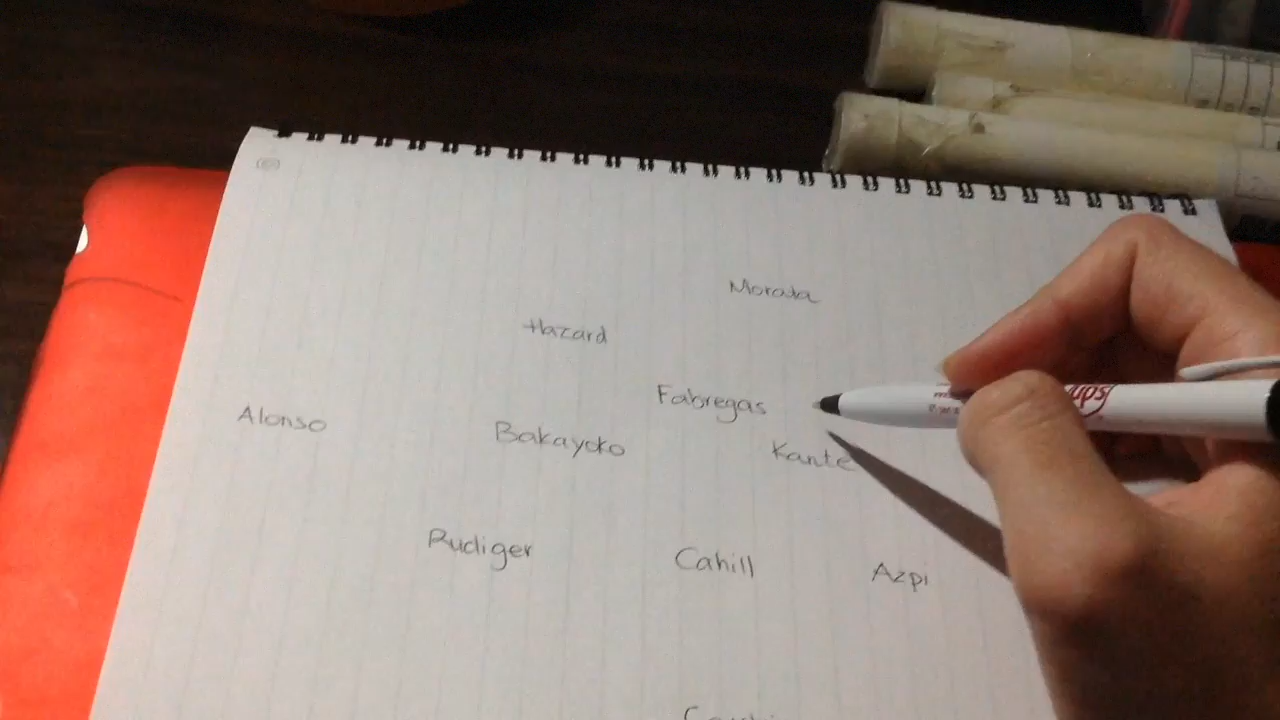 Morata
Hazard
Fabregas
Alonso
Bakayoko
Kante
Rudiger
Cahill
Azpi